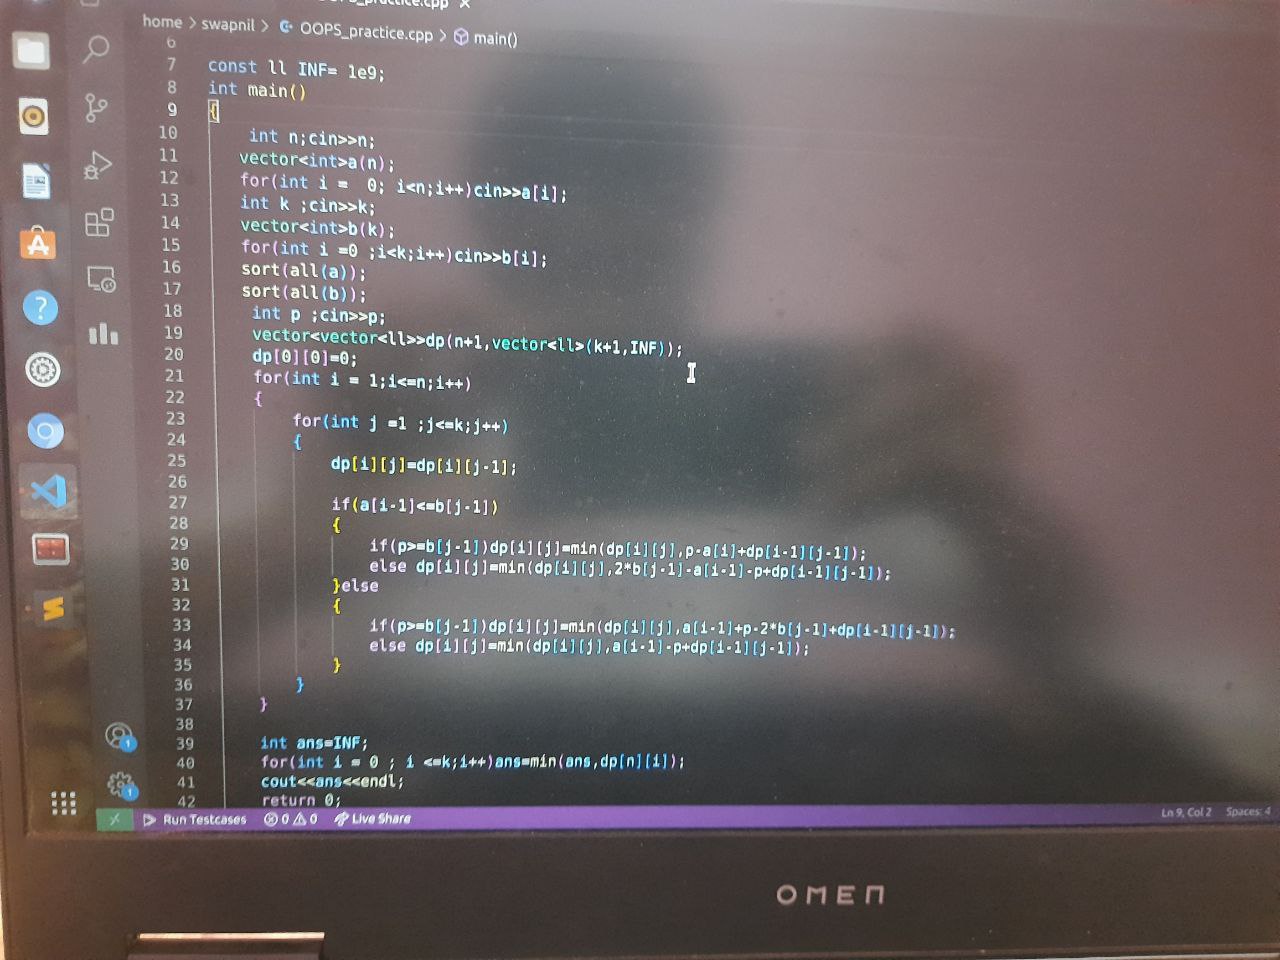 OOPS_practice.cpp ×
home > swapnil > OOPS_practice.cpp > main()
6
7 const ll INF= 1e9;
8 int main()
9 {
10 int n;cin>>n;
11 vector<int>a(n);
12 for(int i = 0; i<n;i++)cin>>a[i];
13 int k ;cin>>k;
14 vector<int>b(k);
15 for(int i =0 ;i<k;i++)cin>>b[i];
16 sort(all(a));
17 sort(all(b));
18 int p ;cin>>p;
19 vector<vector<ll>>dp(n+1,vector<ll>(k+1,INF));
20 dp[0][0]=0;
21 for(int i = 1;i<=n;i++)
22 {
23 for(int j =1 ;j<=k;j++)
24 {
25 dp[i][j]=dp[i][j-1];
26
27 if(a[i-1]<=b[j-1])
28 {
29 if(p>=b[j-1])dp[i][j]=min(dp[i][j],p-a[i]+dp[i-1][j-1]);
30 else dp[i][j]=min(dp[i][j],2*b[j-1]-a[i-1]-p+dp[i-1][j-1]);
31 }else
32 {
33 if(p>=b[j-1])dp[i][j]=min(dp[i][j],a[i-1]+p-2*b[j-1]+dp[i-1][j-1]);
34 else dp[i][j]=min(dp[i][j],a[i-1]-p+dp[i-1][j-1]);
35 }
36 }
37 }
38
39 int ans=INF;
40 for(int i = 0 ; i <=k;i++)ans=min(ans,dp[n][i]);
41 cout<<ans<<endl;
42 return 0;
Run Testcases 0 0 Live Share Ln 9, Col 2 Spaces: 4
OMEN